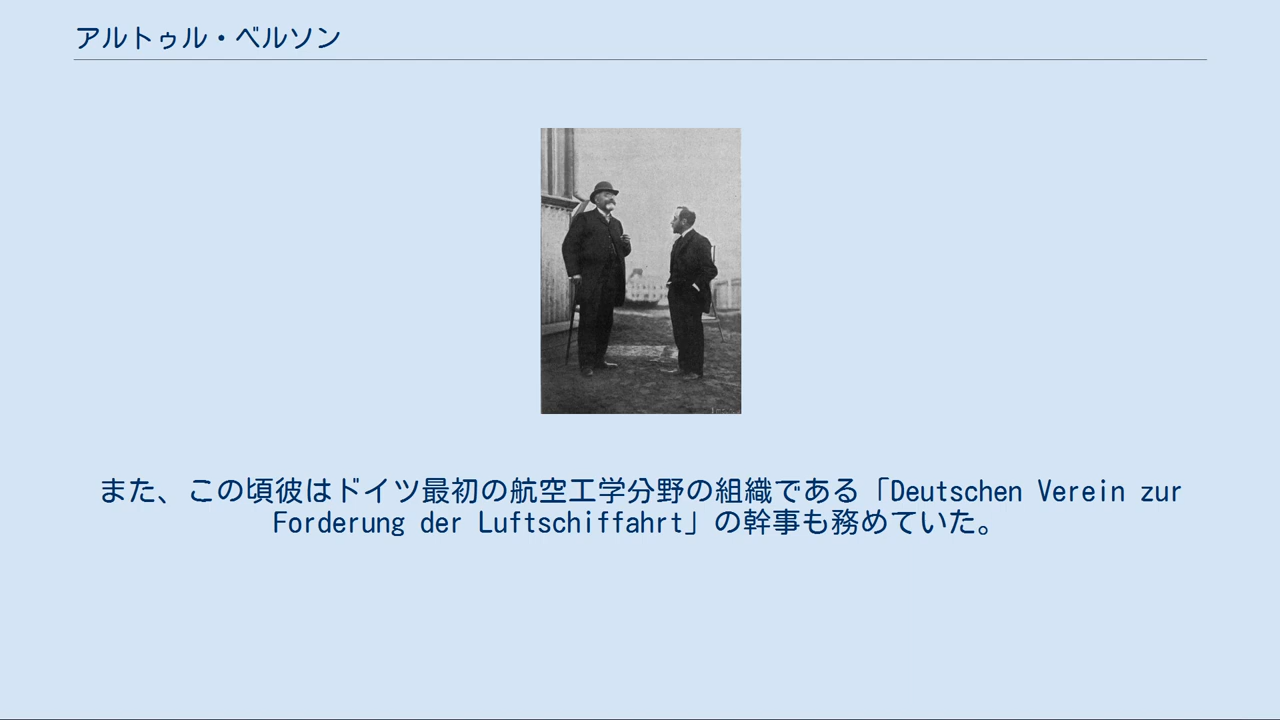 アルトゥル・ベルソン
また、この頃彼はドイツ最初の航空工学分野の組織である「Deutschen Verein zur
Forderung der Luftschiffahrt」の幹事も務めていた。